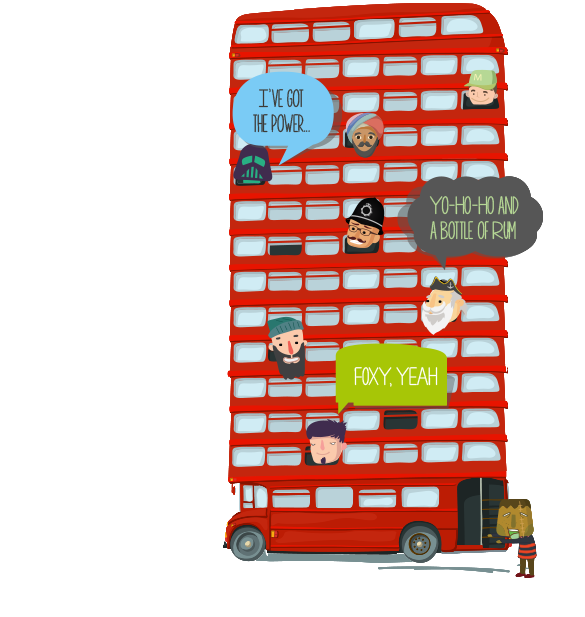 M
I'VE GOT
THE POWER...
YO-HO-HO AND
A BOTTLE OF RUM
FOXY, YEAH